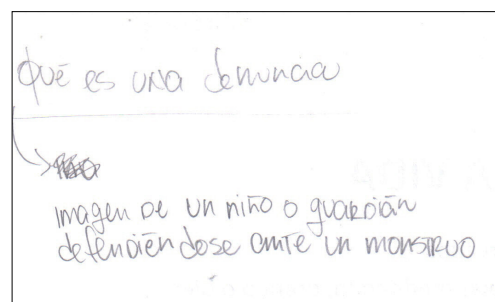 Qué es una denuncia
imagen de un niño o guardián
defendiéndose ante un monstruo